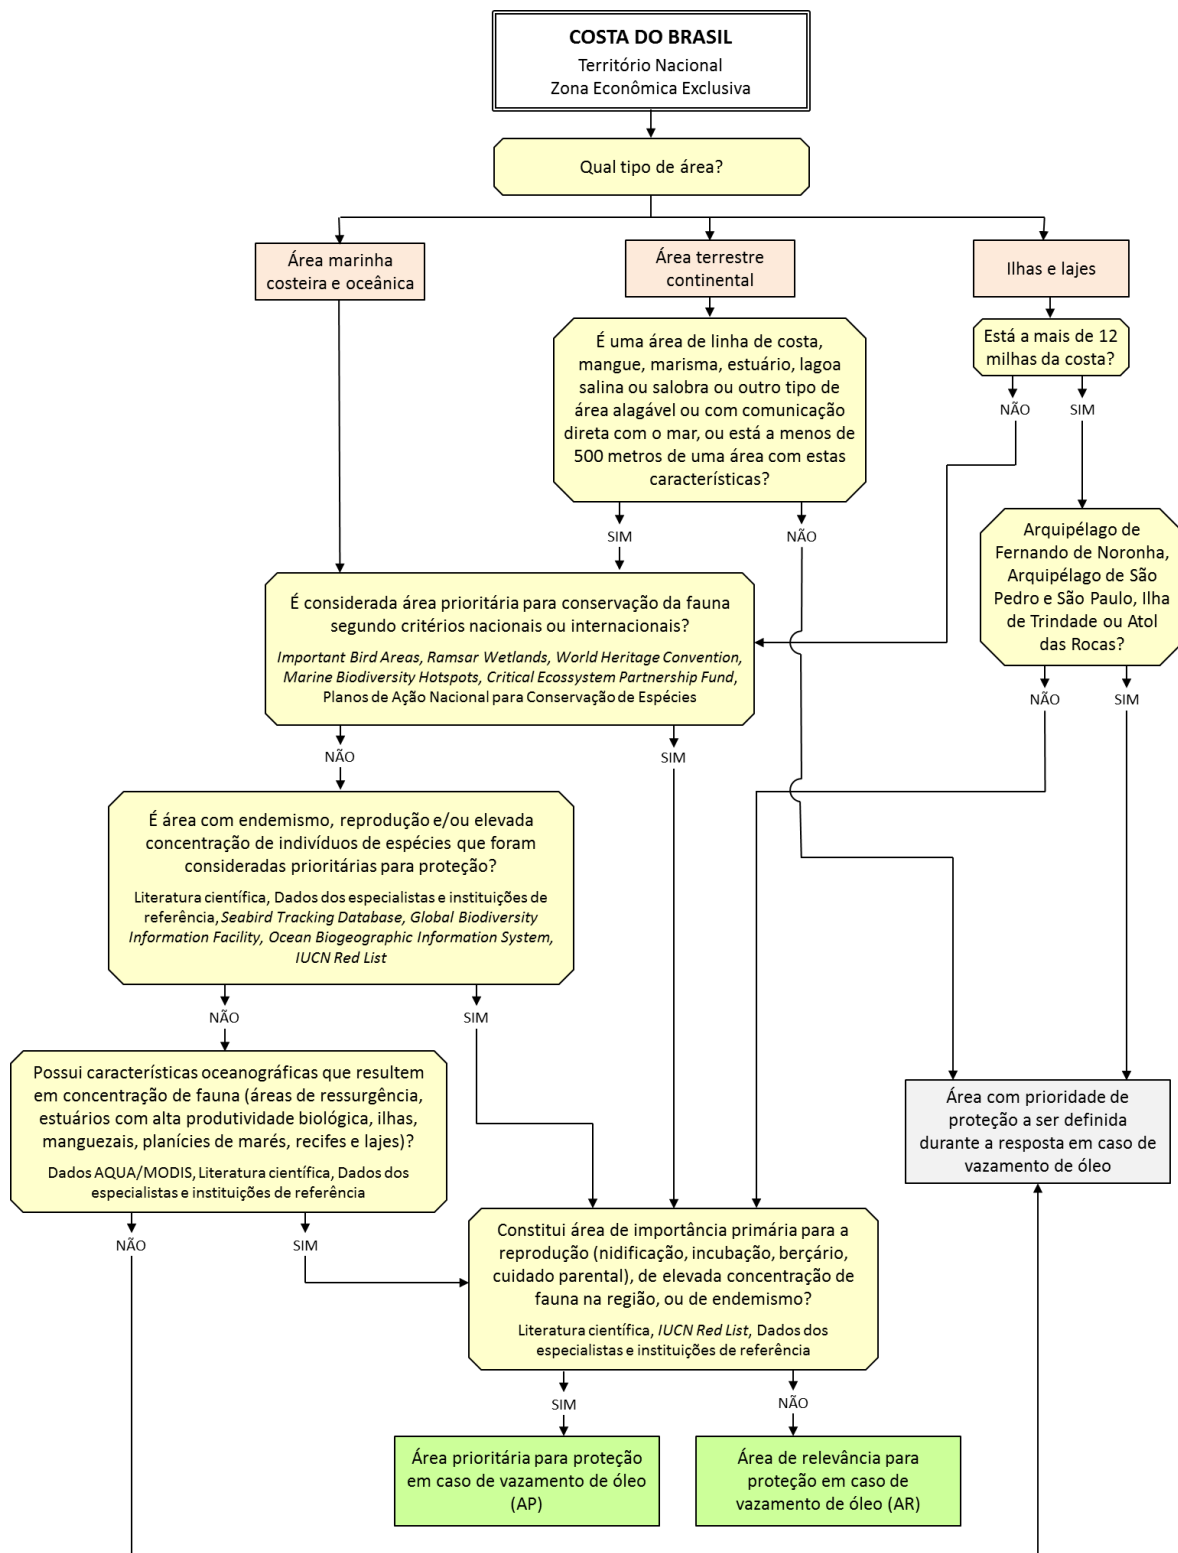 COSTA DO BRASIL
Território Nacional
Zona Econômica Exclusiva
Qual tipo de área?
Área marinha
costeira e oceânica
Área terrestre
continental
Ilhas e lajes
É uma área de linha de costa,
mangue, marisma, estuário, lagoa
salina ou salobra ou outro tipo de
área alagável ou com comunicação
direta com o mar, ou está a menos de
500 metros de uma área com estas
características?
Está a mais de 12
milhas da costa?
NÃO
SIM
SIM
NÃO
Arquipélago de
Fernando de Noronha,
Arquipélago de São
Pedro e São Paulo, Ilha
de Trindade ou Atol
das Rocas?
É considerada área prioritária para conservação da fauna
segundo critérios nacionais ou internacionais?
Important Bird Areas, Ramsar Wetlands, World Heritage Convention,
Marine Biodiversity Hotspots, Critical Ecosystem Partnership Fund,
Planos de Ação Nacional para Conservação de Espécies
NÃO
SIM
NÃO
SIM
É área com endemismo, reprodução e/ou elevada
concentração de indivíduos de espécies que foram
consideradas prioritárias para proteção?
Literatura científica, Dados dos especialistas e instituições de
referência, Seabird Tracking Database, Global Biodiversity
Information Facility, Ocean Biogeographic Information System,
IUCN Red List
NÃO
SIM
Possui características oceanográficas que resultem
em concentração de fauna (áreas de ressurgência,
estuários com alta produtividade biológica, ilhas,
manguezais, planícies de marés, recifes e lajes)?
Dados AQUA/MODIS, Literatura científica, Dados dos
especialistas e instituições de referência
Área com prioridade de
proteção a ser definida
durante a resposta em caso de
vazamento de óleo
NÃO
SIM
Constitui área de importância primária para a
reprodução (nidificação, incubação, berçário,
cuidado parental), de elevada concentração de
fauna na região, ou de endemismo?
Literatura científica, IUCN Red List, Dados dos
especialistas e instituições de referência
SIM
NÃO
Área prioritária para proteção
em caso de vazamento de óleo
(AP)
Área de relevância para
proteção em caso de
vazamento de óleo (AR)